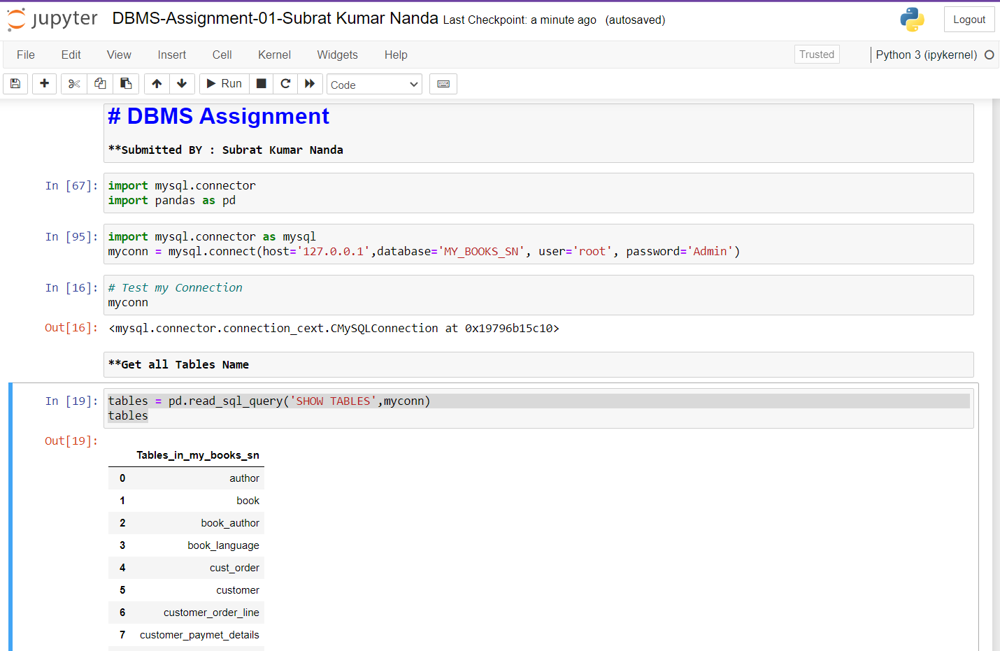 jupyter DBMS-Assignment-01-Subrat Kumar Nanda Last Checkpoint: a minute ago (autosaved) Logout
File Edit View Insert Cell Kernel Widgets Help Trusted Python 3 (ipykernel)
Run Code
# DBMS Assignment
**Submitted BY : Subrat Kumar Nanda
In [67]: import mysql.connector
import pandas as pd
In [95]: import mysql.connector as mysql
myconn = mysql.connect(host='127.0.0.1',database='MY_BOOKS_SN', user='root', password='Admin')
In [16]: # Test my Connection
myconn
Out[16]: <mysql.connector.connection_cext.CMySQLConnection at 0x19796b15c10>
**Get all Tables Name
In [19]: tables = pd.read_sql_query('SHOW TABLES',myconn)
tables
Out[19]:
Tables_in_my_books_sn
0 author
1 book
2 book_author
3 book_language
4 cust_order
5 customer
6 customer_order_line
7 customer_paymet_details